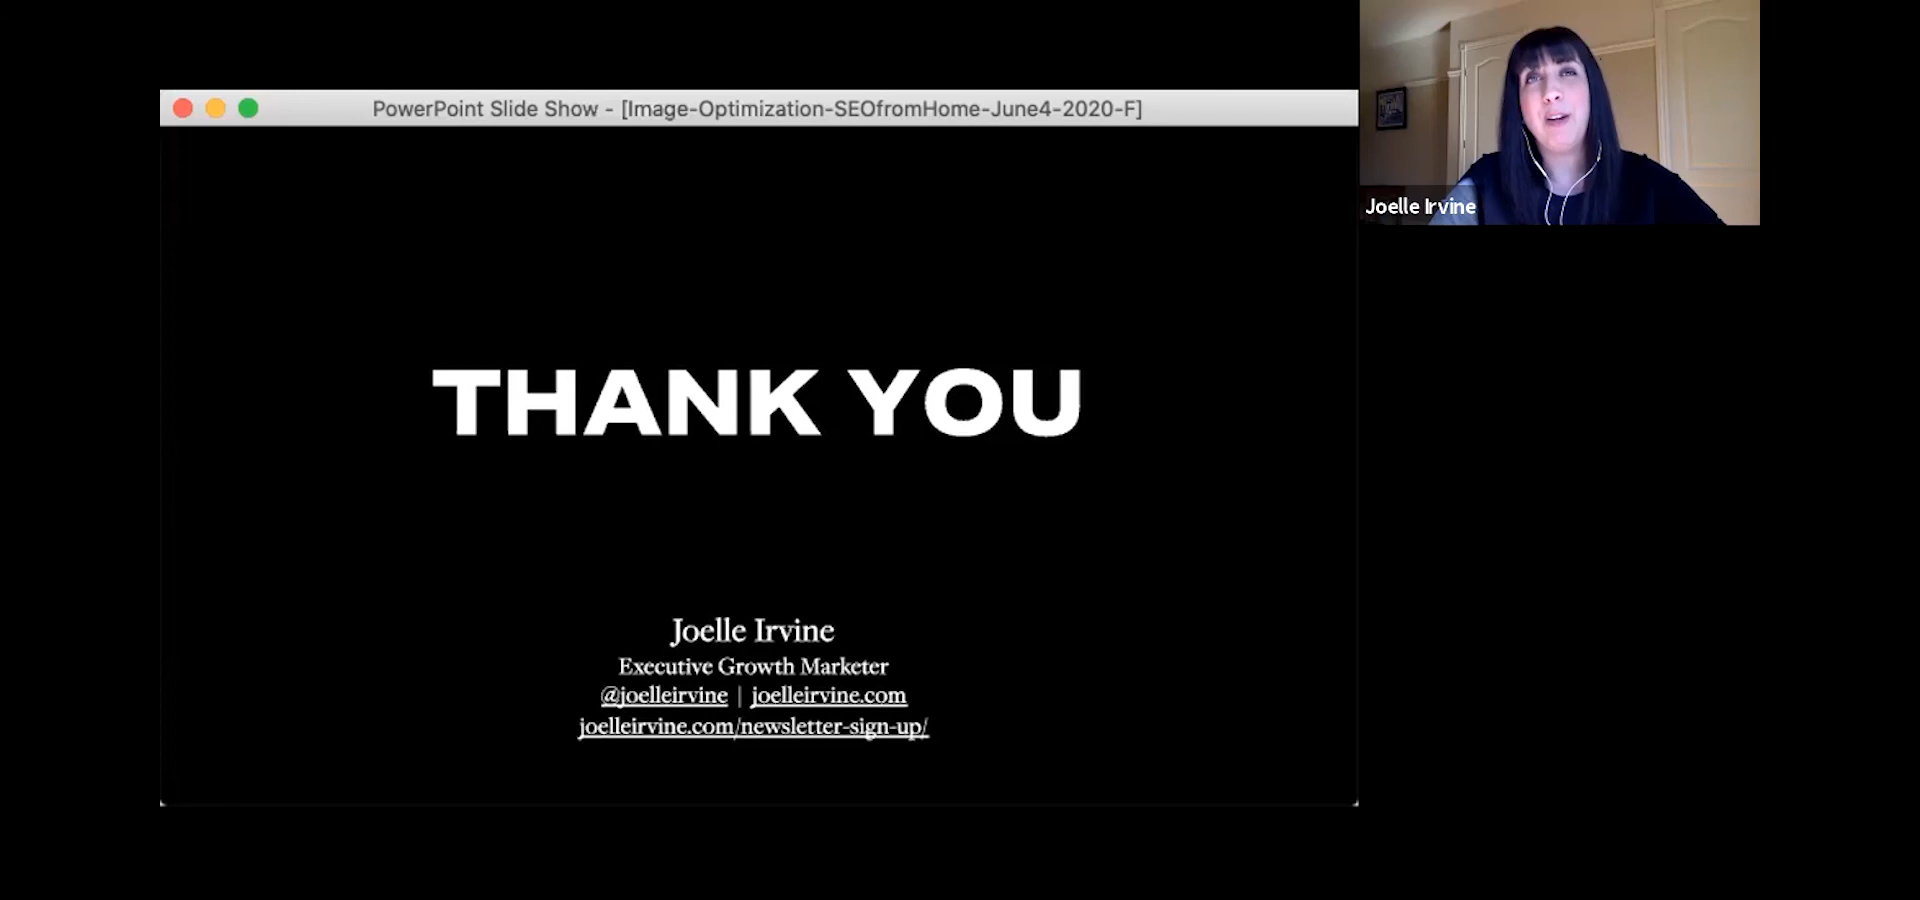 PowerPoint Slide Show - [Image-Optimization-SEOfromHome-June4-2020-F]
Joelle Irvine
THANK YOU
Joelle Irvine
Executive Growth Marketer
@joelleirvine | joelleirvine.com
joelleirvine.com/newsletter-sign-up/